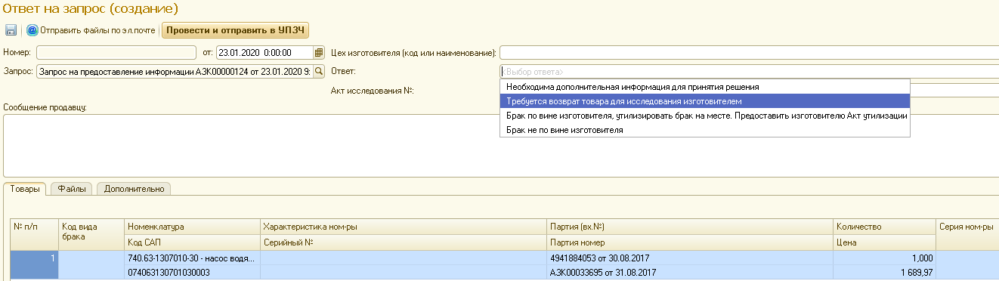 Ответ на запрос (создание)
Отправить файлы по эл.почте Провести и отправить в УПЗЧ
Номер: от: 23.01.2020 0:00:00 Цех изготовителя (код или наименование):
Запрос: Запрос на предоставление информации АЗК00000124 от 23.01.2020 9: Ответ: <Выбор ответа>
Необходима дополнительная информация для принятия решения
Акт исследования №:
Требуется возврат товара для исследования изготовителем
Сообщение продавцу:
Брак по вине изготовителя, утилизировать брак на месте. Предоставить изготовителю Акт утилизации
Брак не по вине изготовителя
Товары Файлы Дополнительно
№ п/п Код вида брака Номенклатура Характеристика ном-ры Партия (вх.№) Количество Серия ном-ры
Код САП Серийный № Партия номер Цена
1 740.63-1307010-30 - насос водя... 4941884053 от 30.08.2017 1,000
074063130701030003 АЗК00033695 от 31.08.2017 1 689,97